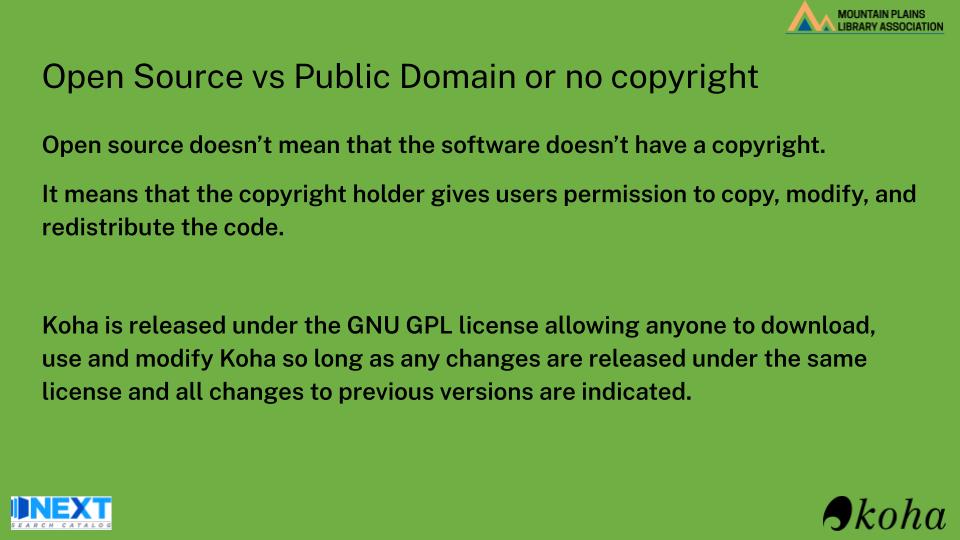 MOUNTAIN PLAINS
LIBRARY ASSOCIATION
Open Source vs Public Domain or no copyright
Open source doesn’t mean that the software doesn’t have a copyright.
It means that the copyright holder gives users permission to copy, modify, and
redistribute the code.
Koha is released under the GNU GPL license allowing anyone to download,
use and modify Koha so long as any changes are released under the same
license and all changes to previous versions are indicated.
NEXT
SEARCH CATALOG
koha